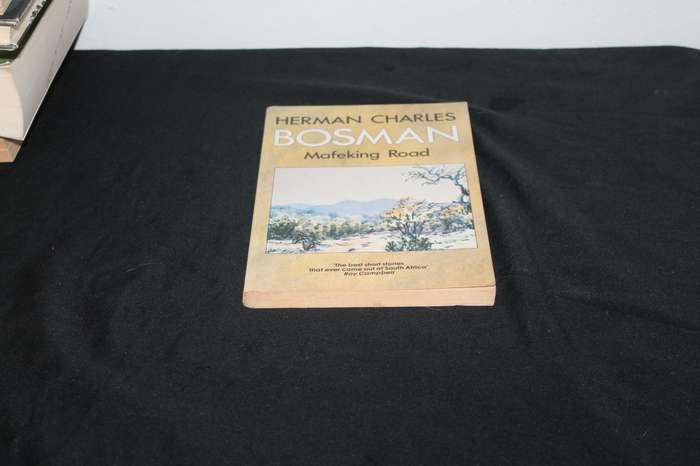 HERMAN CHARLES
BOSMAN
Mafeking Road
'The best short stories
that ever came out of South Africa'
Roy Campbell